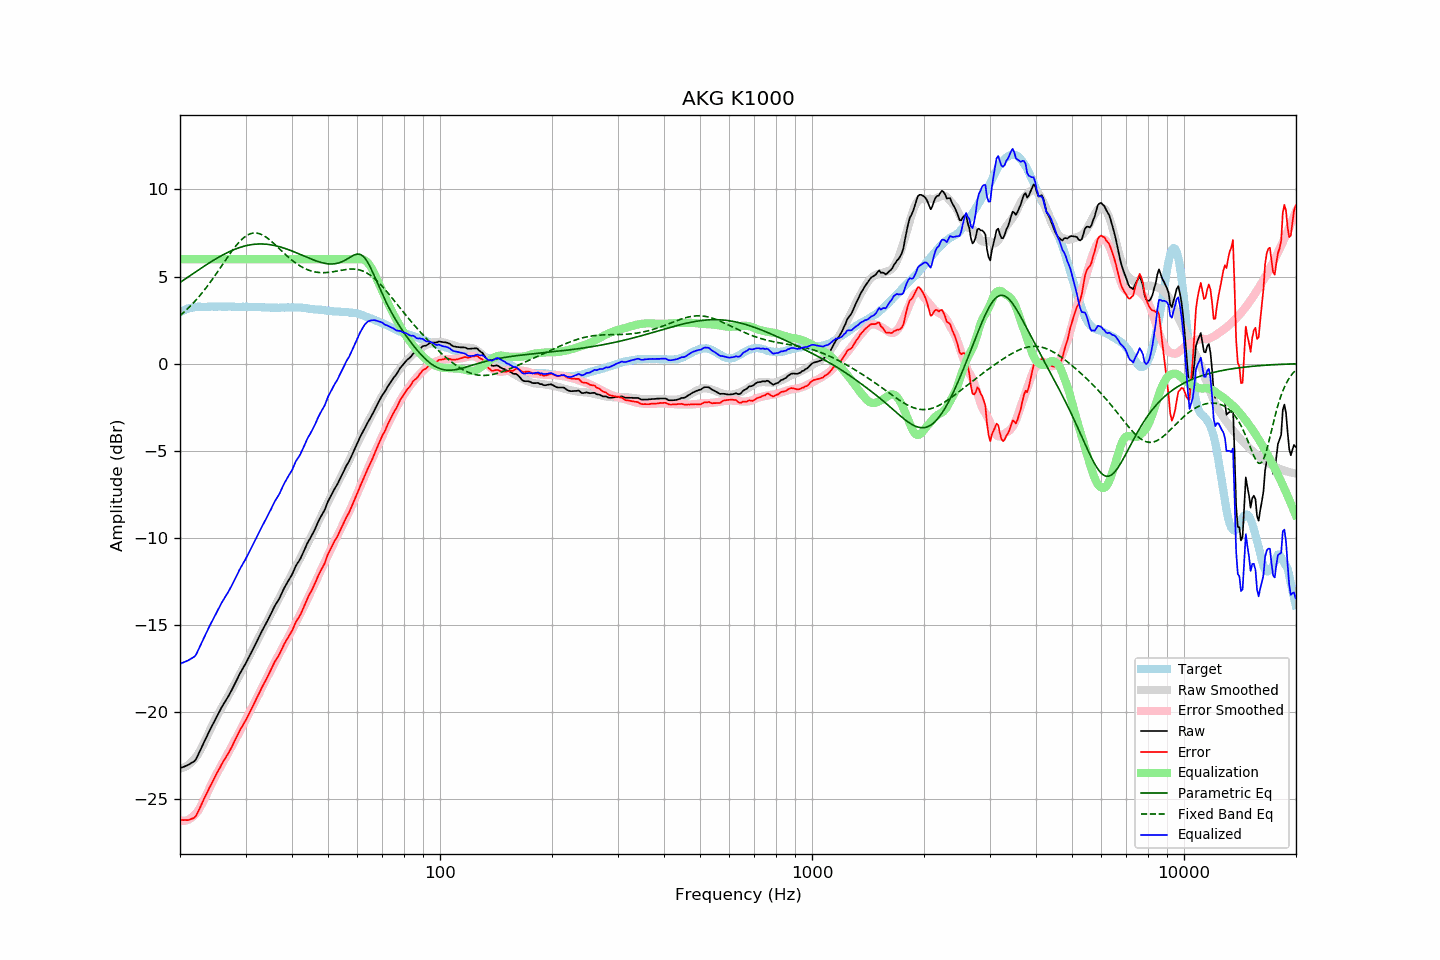 AKG K1000
Amplitude (dBr)
10
5
0
−5
−10
−15
−20
−25
100
1000
10000
Frequency (Hz)
Target
Raw Smoothed
Error Smoothed
Raw
Error
Equalization
Parametric Eq
Fixed Band Eq
Equalized